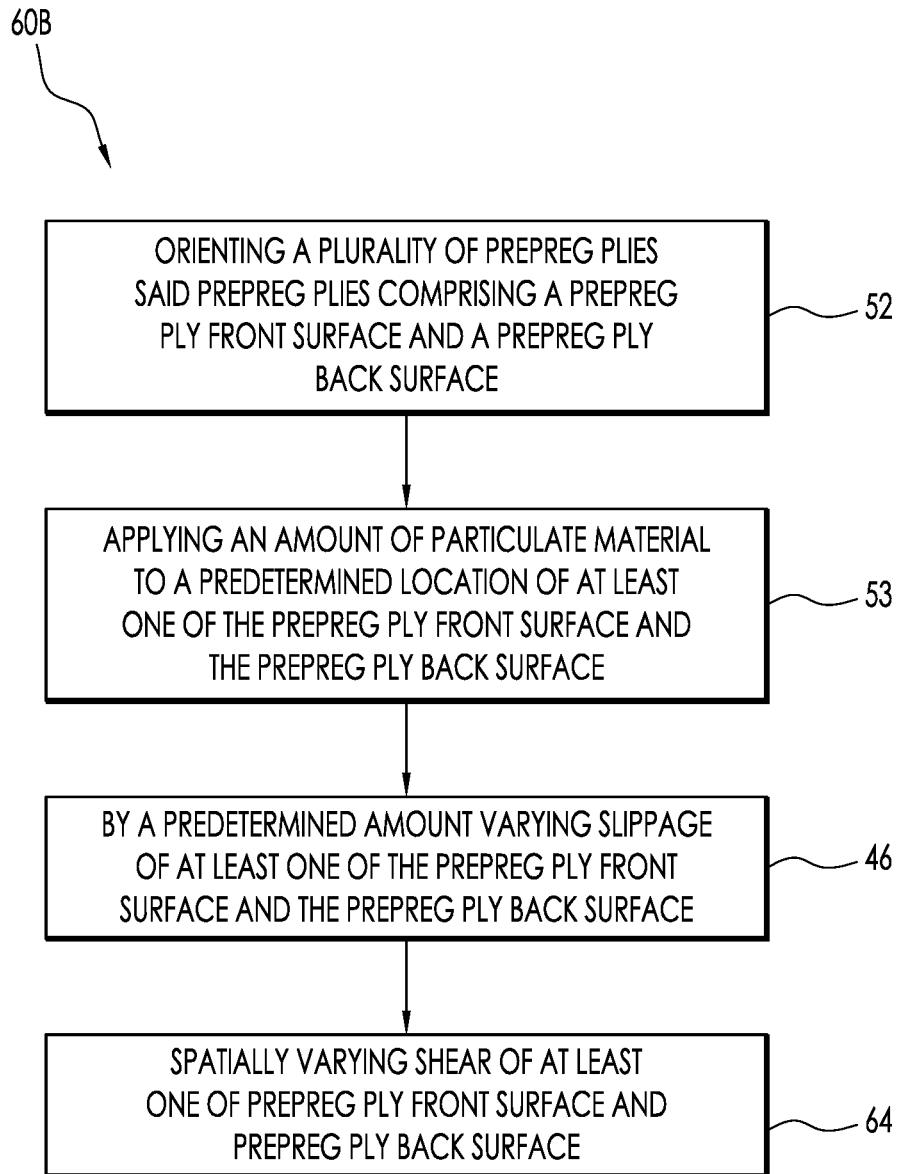 60B
ORIENTING A PLURALITY OF PREPREG PLIES
SAID PREPREG PLIES COMPRISING A PREPREG
PLY FRONT SURFACE AND A PREPREG PLY
BACK SURFACE
52
APPLYING AN AMOUNT OF PARTICULATE MATERIAL
TO A PREDETERMINED LOCATION OF AT LEAST
ONE OF THE PREPREG PLY FRONT SURFACE AND
THE PREPREG PLY BACK SURFACE
53
BY A PREDETERMINED AMOUNT VARYING SLIPPAGE
OF AT LEAST ONE OF THE PREPREG PLY FRONT
SURFACE AND THE PREPREG PLY BACK SURFACE
46
SPATIALLY VARYING SHEAR OF AT LEAST
ONE OF PREPREG PLY FRONT SURFACE AND
PREPREG PLY BACK SURFACE
64